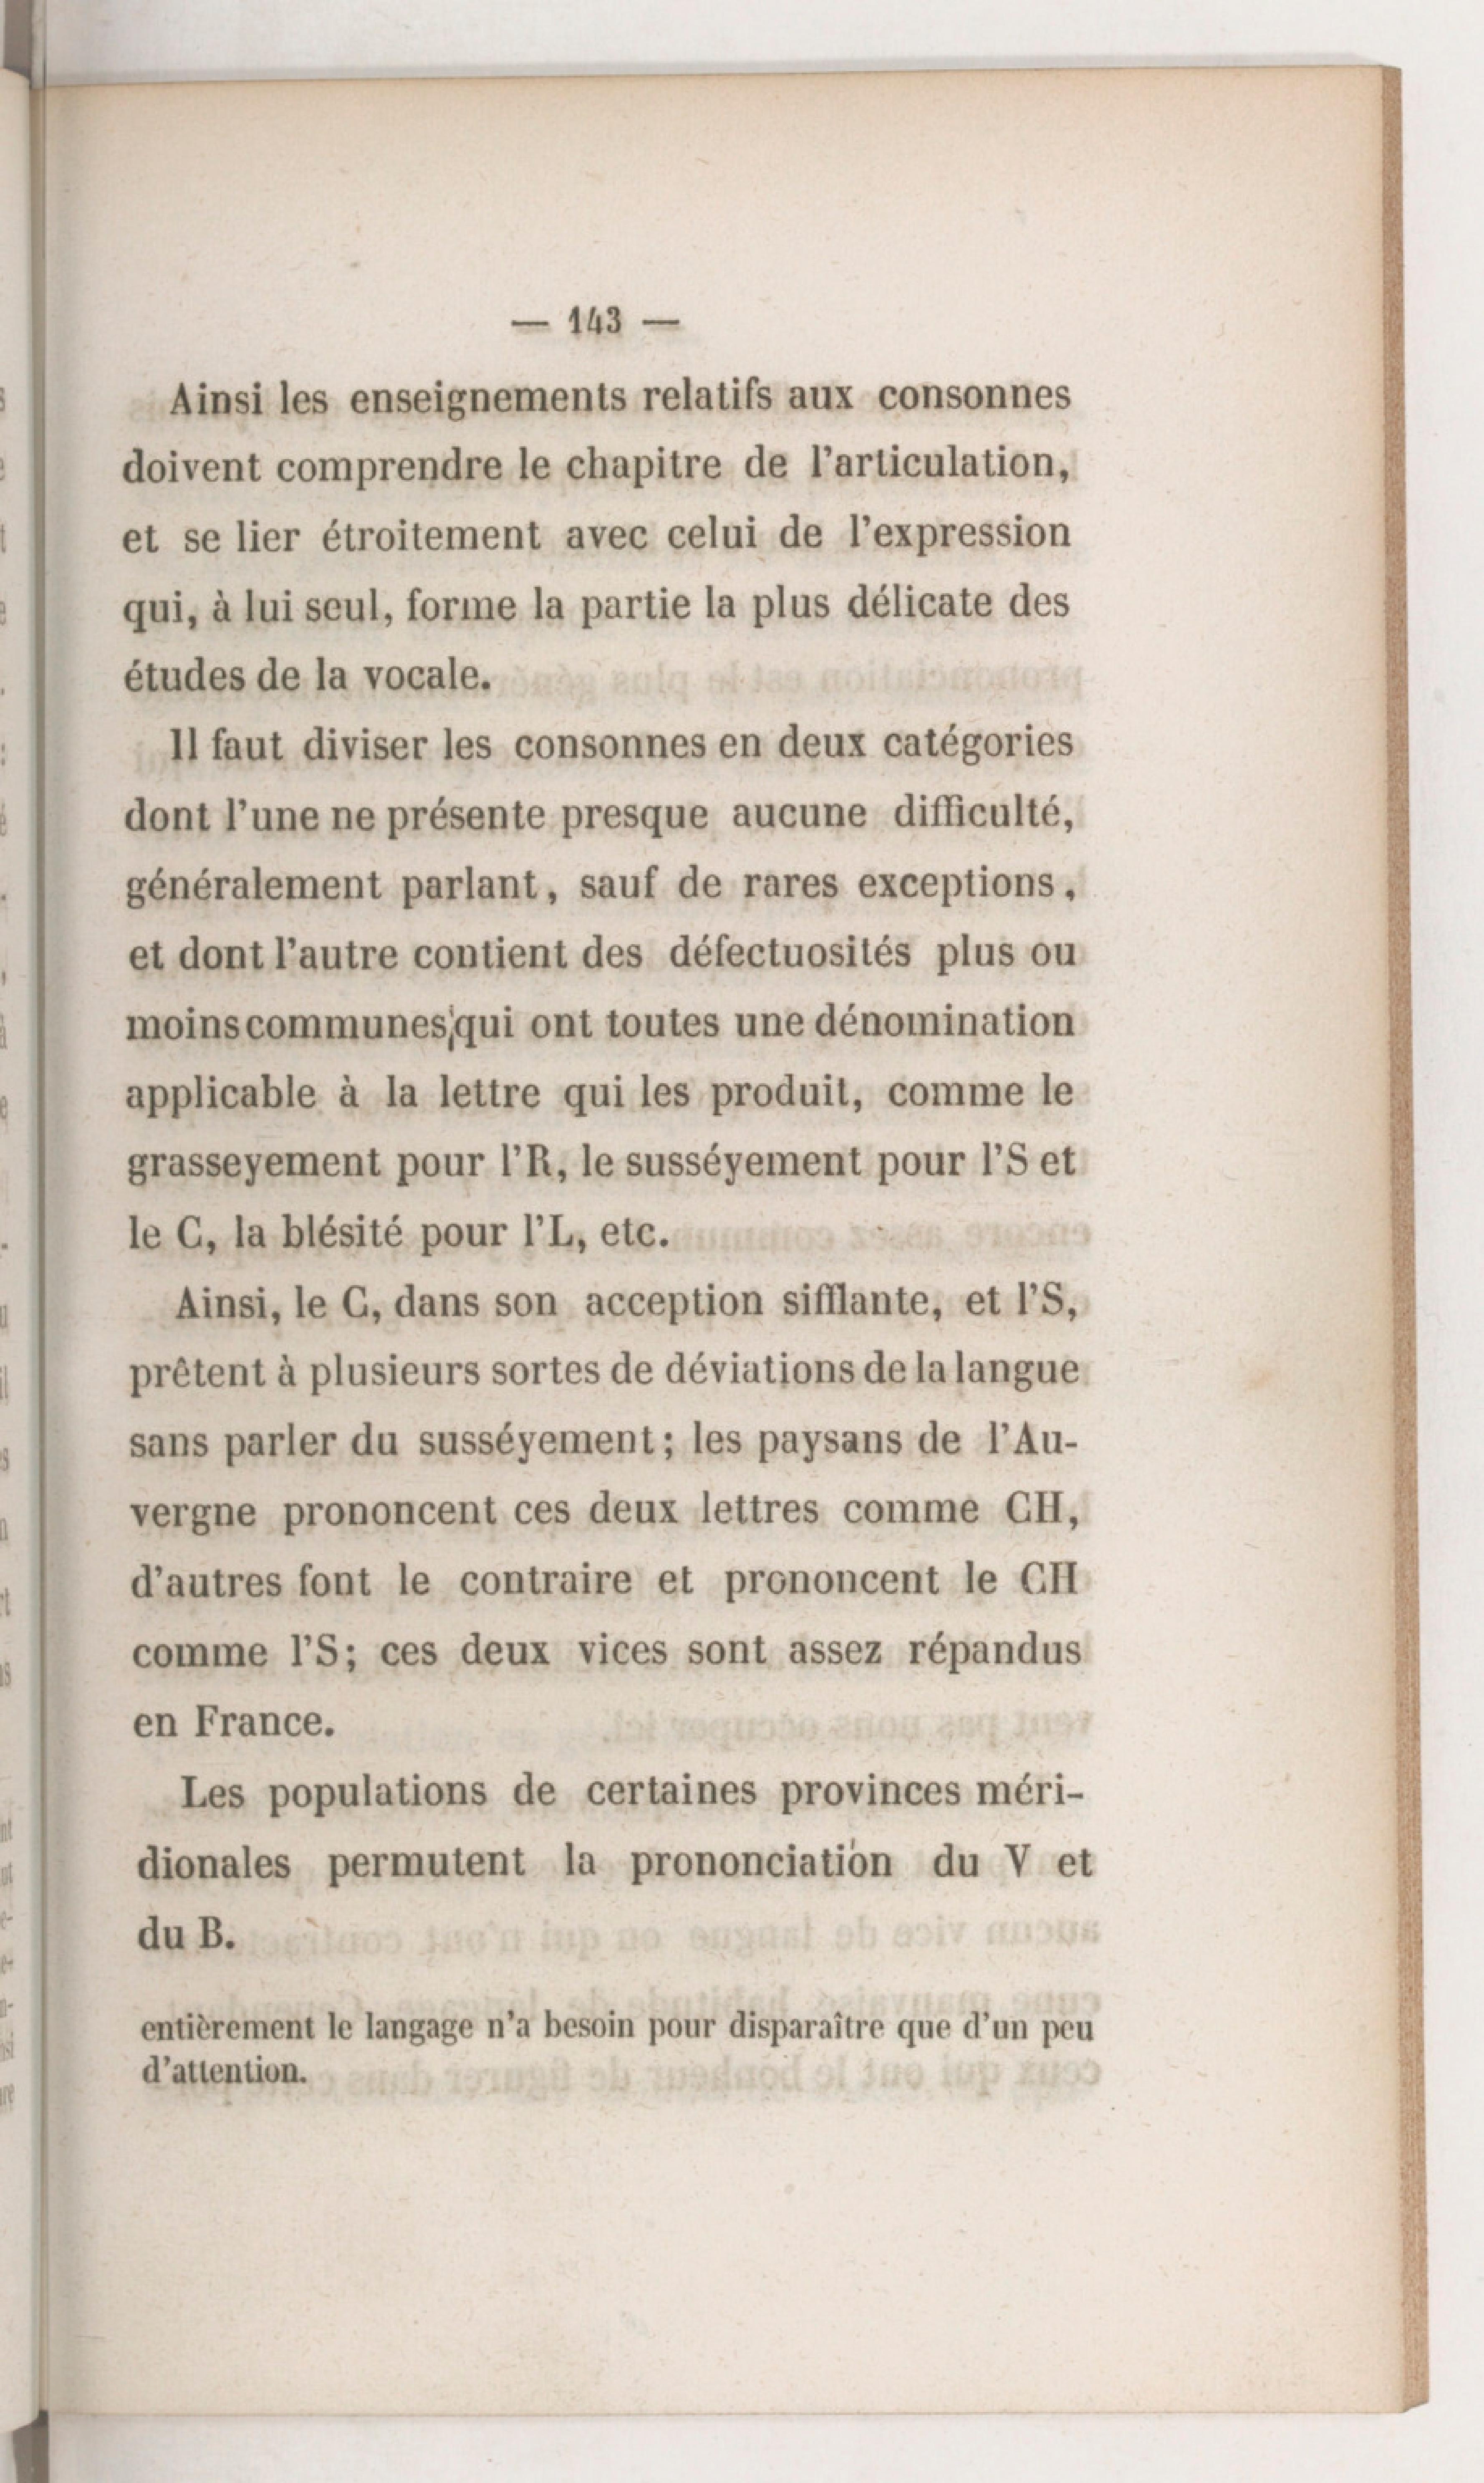 — 143 —
Ainsi les enseignements relatifs aux consonnes
doivent comprendre le chapitre de l'articulation,
et se lier étroitement avec celui de l'expression
qui, à lui seul, forme la partie la plus délicate des
études de la vocale.
Il faut diviser les consonnes en deux catégories
dont l'une ne présente presque aucune difficulté,
généralement parlant, sauf de rares exceptions,
et dont l'autre contient des défectuosités plus ou
moins communes, qui ont toutes une dénomination
applicable à la lettre qui les produit, comme le
grasseyement pour l'R, le susséyement pour l'S et
le C, la blésité pour l'L, etc.
Ainsi, le C, dans son acception sifflante, et l'S,
prêtent à plusieurs sortes de déviations de la langue
sans parler du susséyement; les paysans de l'Au-
vergne prononcent ces deux lettres comme CH,
d'autres font le contraire et prononcent le CH
comme l'S; ces deux vices sont assez répandus
en France.
Les populations de certaines provinces méri-
dionales permutent la prononciation du V et
du B.
entièrement le langage n'a besoin pour disparaître que d'un peu
d'attention.